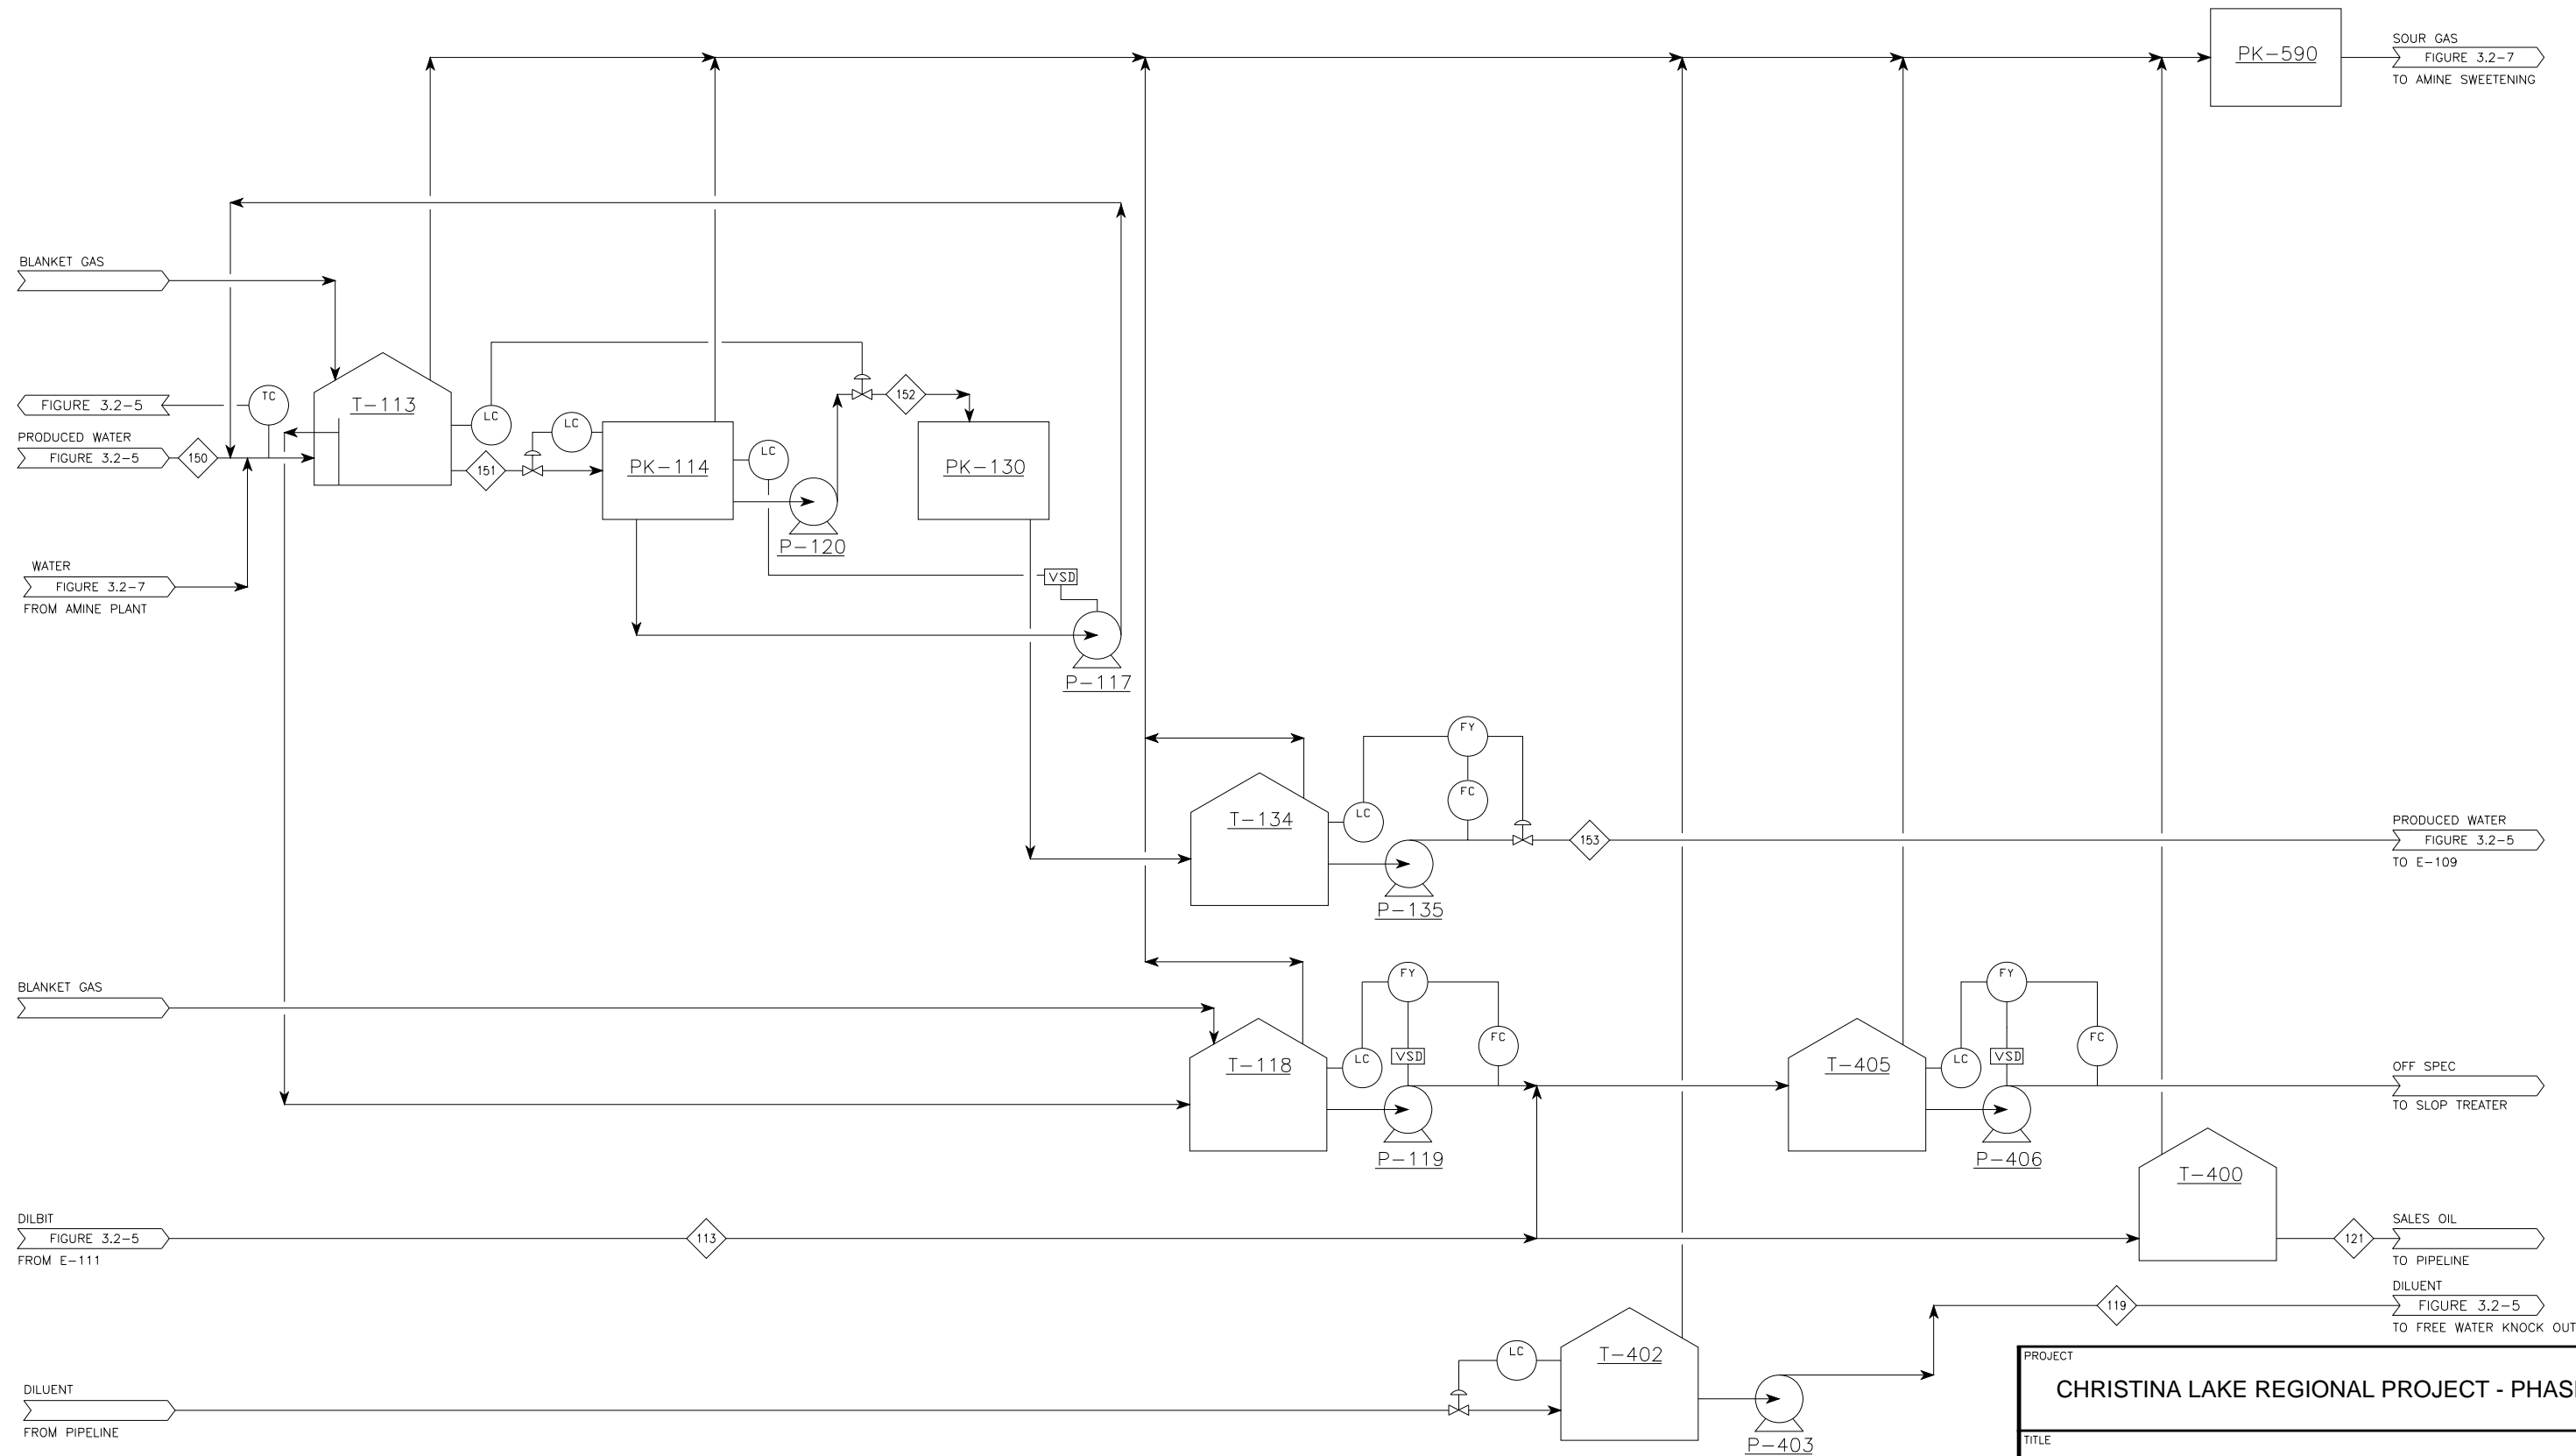 PK-590
SOUR GAS
FIGURE 3.2-7
TO AMINE SWEETENING
BLANKET GAS
FIGURE 3.2-5
TC
T-113
LC
LC
152
PRODUCED WATER
FIGURE 3.2-5
150
151
PK-114
LC
PK-130
P-120
WATER
FIGURE 3.2-7
FROM AMINE PLANT
VSD
P-117
FY
FC
LC
T-134
153
P-135
PRODUCED WATER
FIGURE 3.2-5
TO E-109
BLANKET GAS
FY
FC
LC
VSD
T-118
P-119
FY
FC
LC
VSD
T-405
P-406
OFF SPEC
TO SLOP TREATER
T-400
DILBIT
FIGURE 3.2-5
FROM E-111
113
121
SALES OIL
TO PIPELINE
DILUENT
FIGURE 3.2-5
TO FREE WATER KNOCK OUT
119
LC
T-402
P-403
DILUENT
FROM PIPELINE
PROJECT
CHRISTINA LAKE REGIONAL PROJECT - PHAS
TITLE